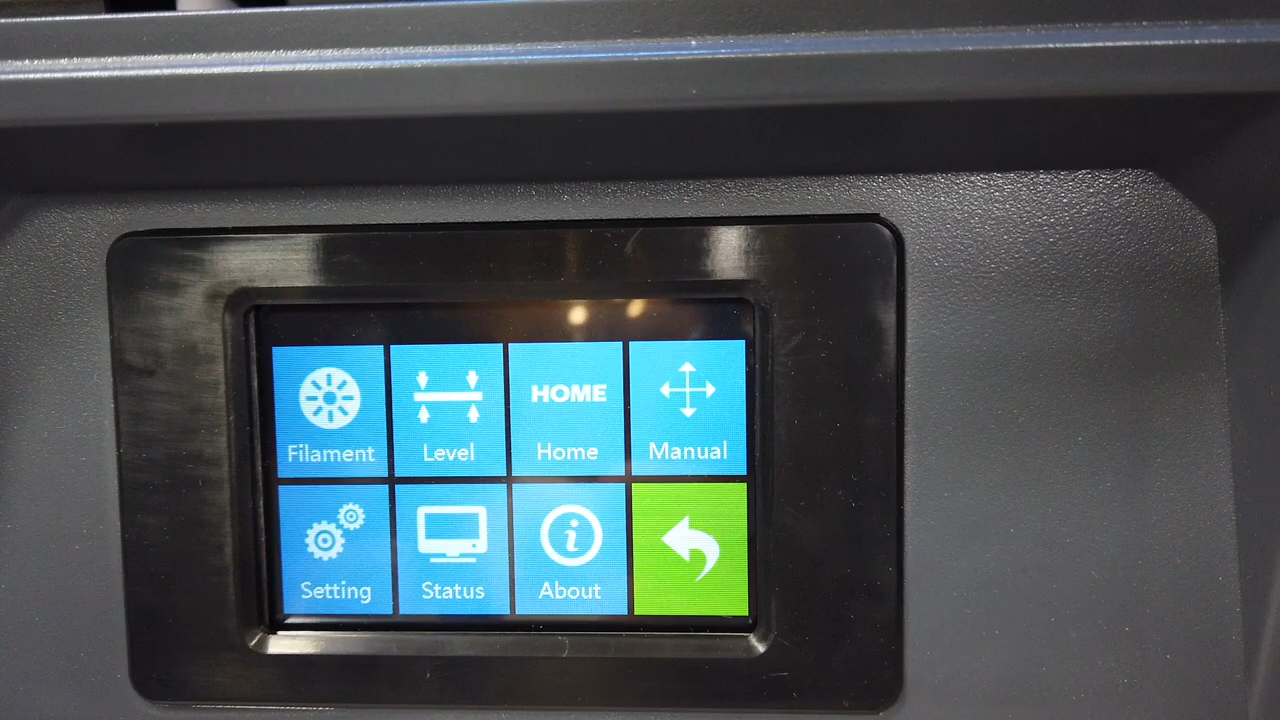 Filament
Level
HOME
Home
Manual
Setting
Status
i
About